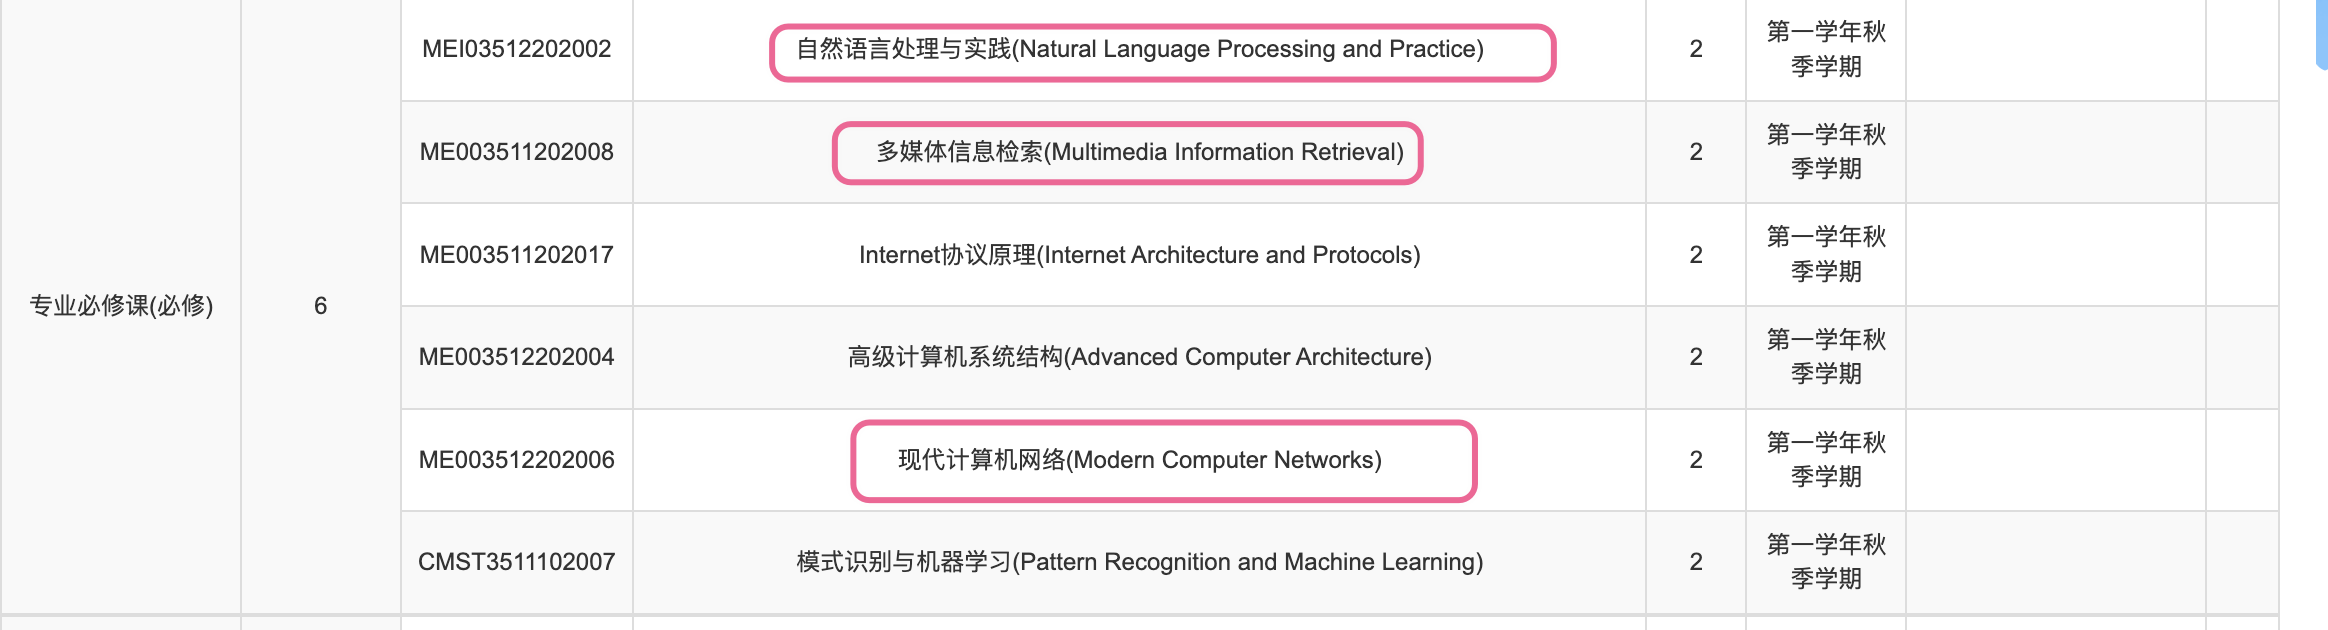 MEI03512202002 自然语言处理与实践(Natural Language Processing and Practice) 2 第一学年秋
季学期
ME003511202008 多媒体信息检索(Multimedia Information Retrieval) 2 第一学年秋
季学期
ME003511202017 Internet协议原理(Internet Architecture and Protocols) 2 第一学年秋
季学期
专业必修课(必修) 6
ME003512202004 高级计算机系统结构(Advanced Computer Architecture) 2 第一学年秋
季学期
ME003512202006 现代计算机网络(Modern Computer Networks) 2 第一学年秋
季学期
CMST3511102007 模式识别与机器学习(Pattern Recognition and Machine Learning) 2 第一学年秋
季学期